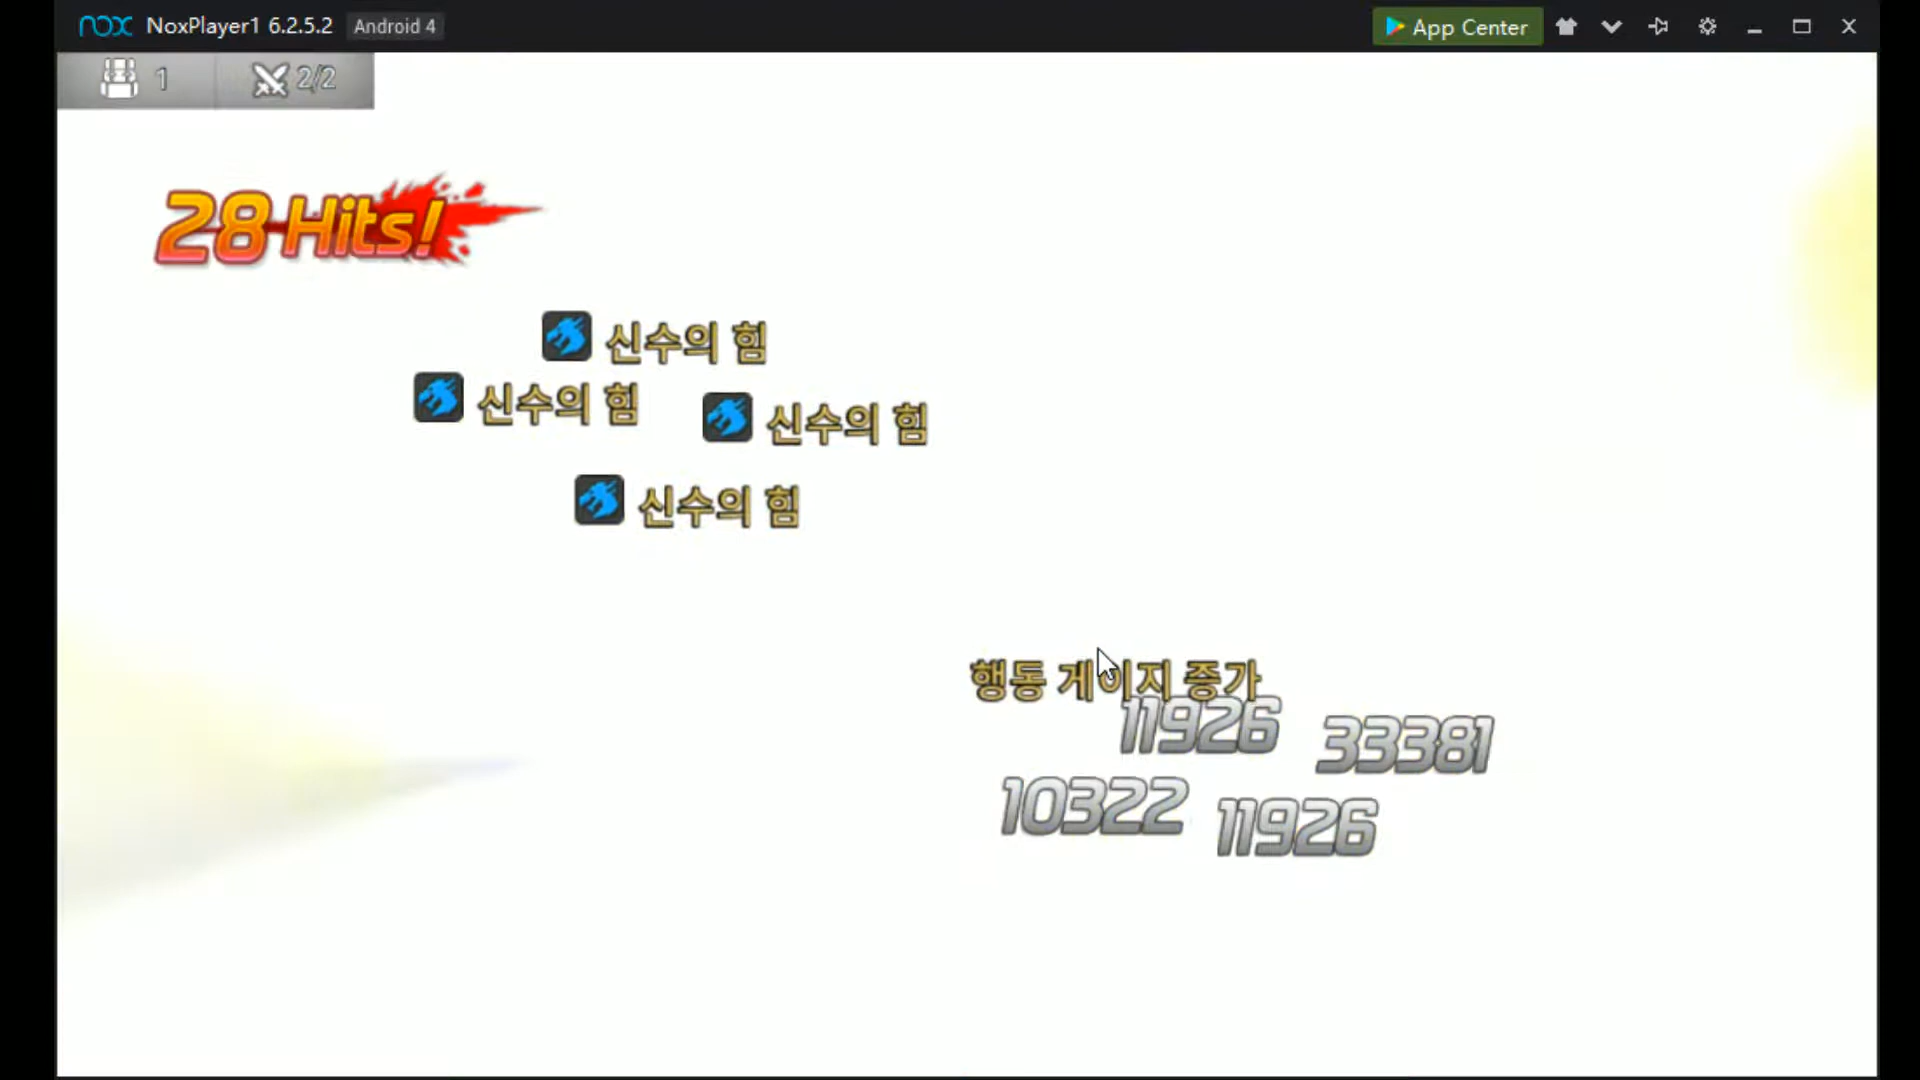 nox NoxPlayer1 6.2.5.2 Android 4 App Center
1 2/2
28 Hits!
신수의 힘
신수의 힘
신수의 힘
신수의 힘
행동 게이지 증가
11926 33381
10322 11926